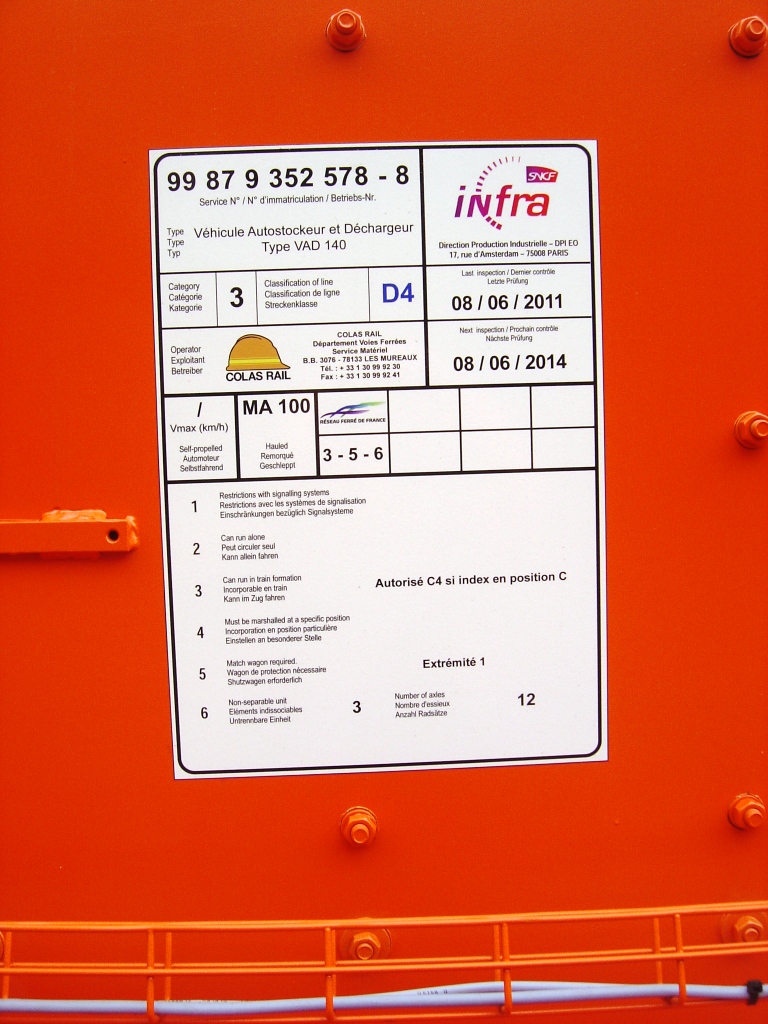 99 87 9 352 578 - 8
Service N° / N° d'immatriculation / Betriebs-Nr.
Type
Type
Typ
Véhicule Autostockeur et Déchargeur
Type VAD 140
SNCF
infra
Direction Production Industrielle – DPI EO
17, rue d'Amsterdam – 75008 PARIS
Category
Catégorie
Kategorie
3
Classification of line
Classification de ligne
Streckenklasse
D4
Last inspection / Dernier contrôle
Letzte Prüfung
08 / 06 / 2011
Next inspection / Prochain contrôle
Nächste Prüfung
08 / 06 / 2014
Operator
Exploitant
Betreiber
COLAS RAIL
COLAS RAIL
Département Voies Ferrées
Service Matériel
B.B. 3076 - 78133 LES MUREAUX
Tél. : + 33 1 30 99 92 30
Fax : + 33 1 30 99 92 41
/
Vmax (km/h)
Self-propelled
Automoteur
Selbstfahrend
MA 100
Hauled
Remorqué
Geschleppt
RÉSEAU FERRÉ DE FRANCE
3 - 5 - 6
1
Restrictions with signalling systems
Restrictions avec les systèmes de signalisation
Einschränkungen bezüglich Signalsysteme
2
Can run alone
Peut circuler seul
Kann allein fahren
3
Can run in train formation
Incorporable en train
Kann im Zug fahren
Autorisé C4 si index en position C
4
Must be marshalled at a specific position
Incorporation en position particulière
Einstellen an besonderer Stelle
5
Match wagon required.
Wagon de protection nécessaire
Shutzwagen erforderlich
Extrémité 1
6
Non-separable unit
Eléments indissociables
Untrennbare Einheit
3
Number of axles
Nombre d'essieux
Anzahl Radsätze
12